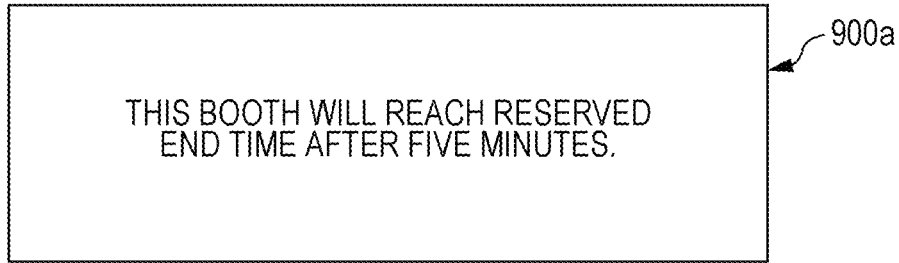 900a
THIS BOOTH WILL REACH RESERVED
END TIME AFTER FIVE MINUTES.